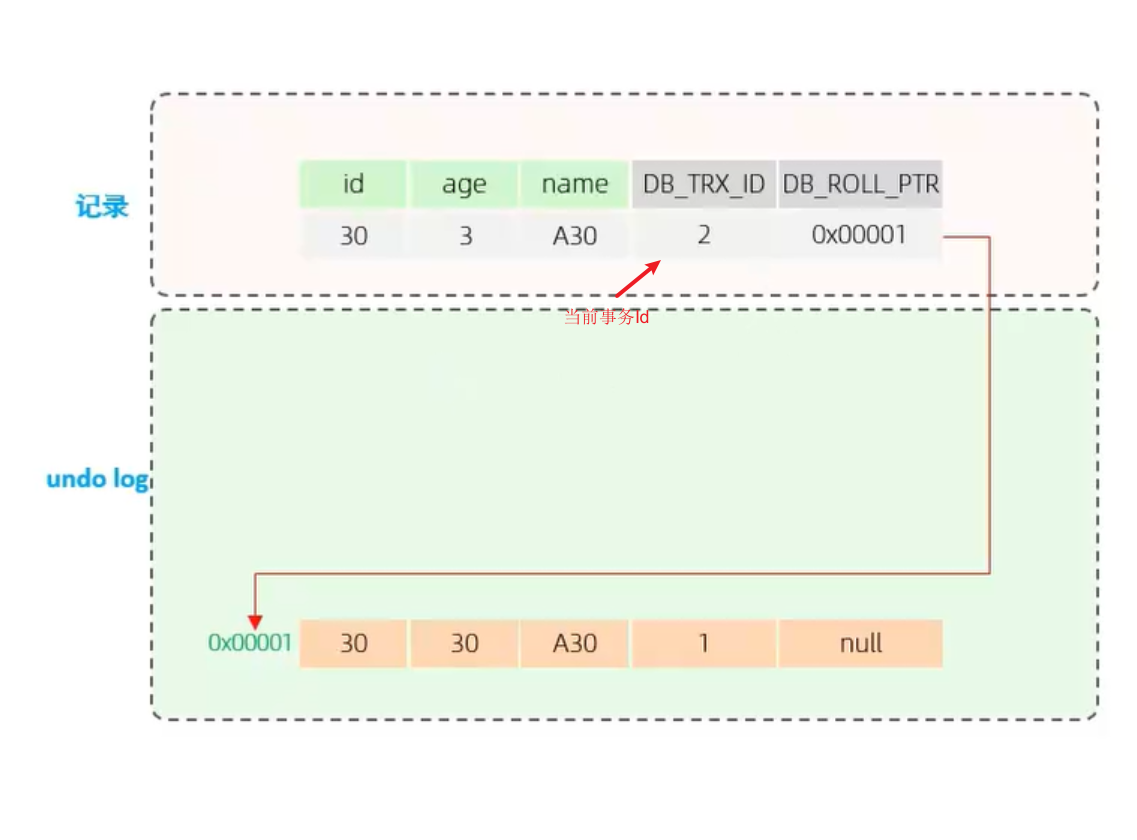 记录
id age name DB_TRX_ID DB_ROLL_PTR
30 3 A30 2 0x00001
当前事务Id
undo log
0x00001 30 30 A30 1 null